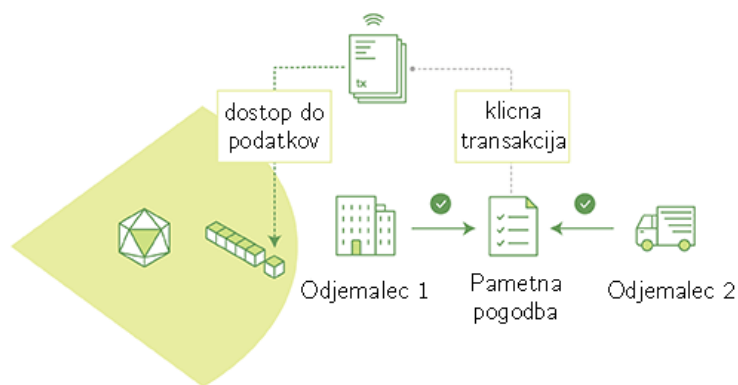 tx
dostop do
podatkov
klicna
transakcija
Odjemalec 1
Pametna
pogodba
Odjemalec 2